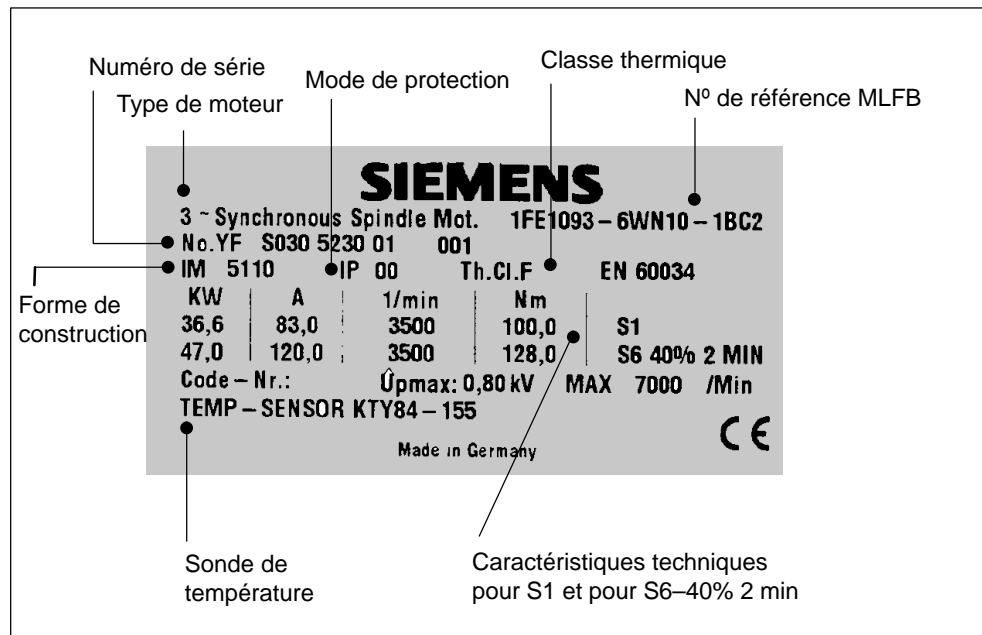 Numéro de série
Mode de protection
Classe thermique
Type de moteur
Nº de référence MLFB
SIEMENS
3 ~ Synchronous Spindle Mot. 1FE1093 – 6WN10 – 1BC2
No.YF S030 5230 01 001
IM 5110 IP 00 Th.Cl.F EN 60034
Forme de construction
KW A 1/min Nm
36,6 83,0 3500 100,0 S1
47,0 120,0 3500 128,0 S6 40% 2 MIN
Code – Nr.: Ûpmax: 0,80 kV MAX 7000 /Min
TEMP – SENSOR KTY84 – 155
Made in Germany
CE
Sonde de température
Caractéristiques techniques
pour S1 et pour S6–40% 2 min